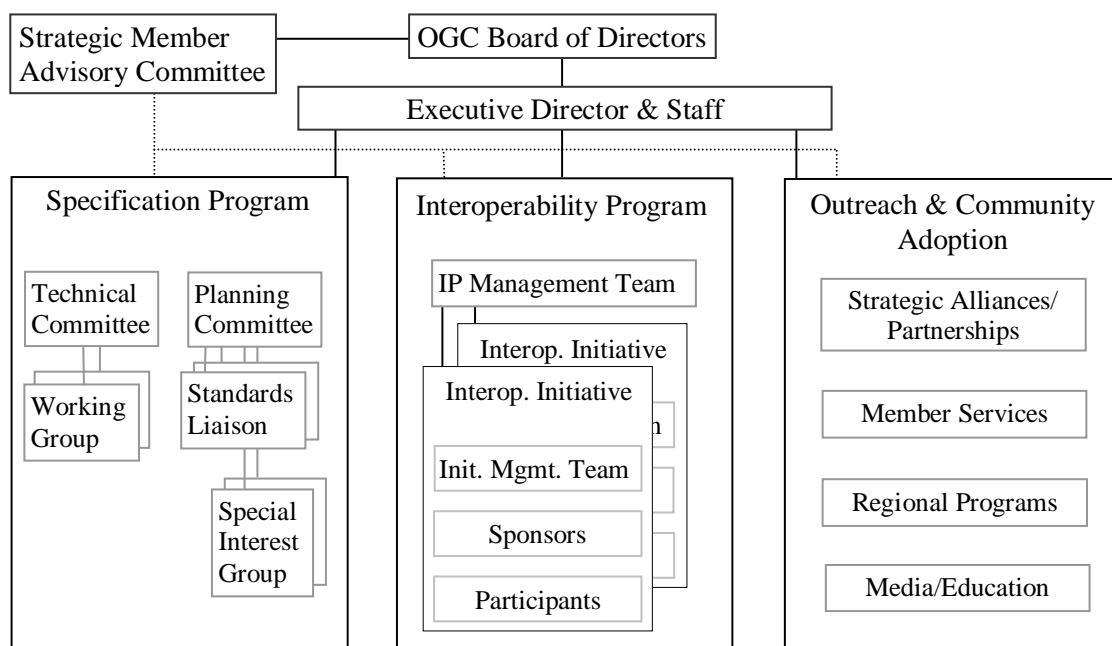 Strategic Member
Advisory Committee
OGC Board of Directors
Executive Director & Staff
Specification Program
Technical
Committee
Planning
Committee
Working
Group
Standards
Liaison
Special
Interest
Group
Interoperability Program
IP Management Team
Interop. Initiative
Interop. Initiative
Init. Mgmt. Team
Sponsors
Participants
Outreach & Community
Adoption
Strategic Alliances/
Partnerships
Member Services
Regional Programs
Media/Education